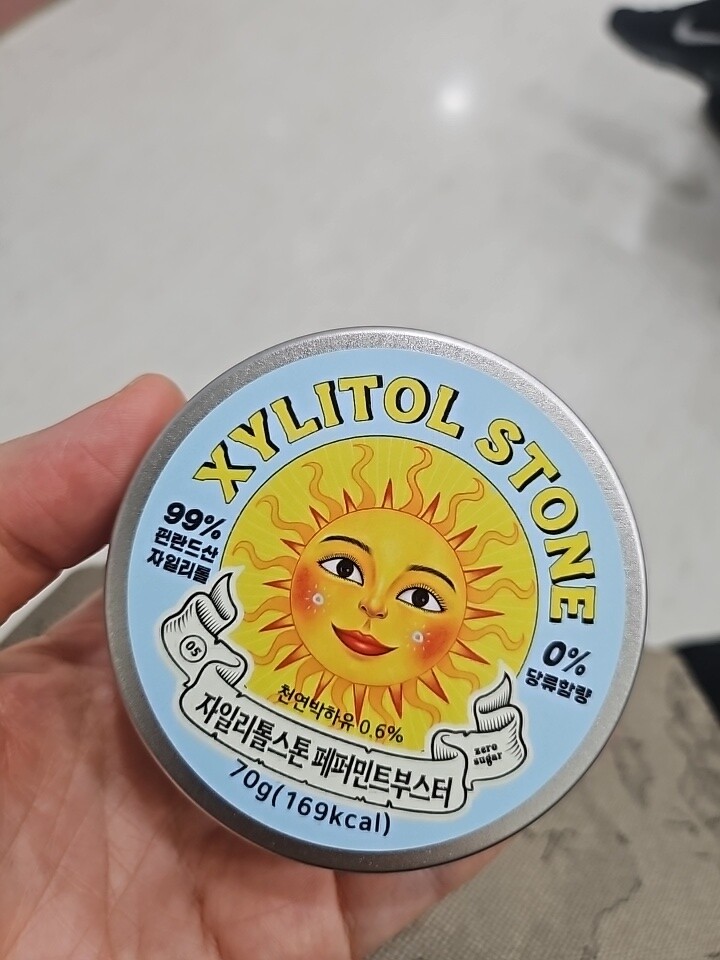 XYLITOL STONE
99%
핀란드산
자일리톨
0%
당류함량
05
천연박하유 0.6%
자일리톨스톤 페퍼민트부스터
zero
sugar
70g(169kcal)